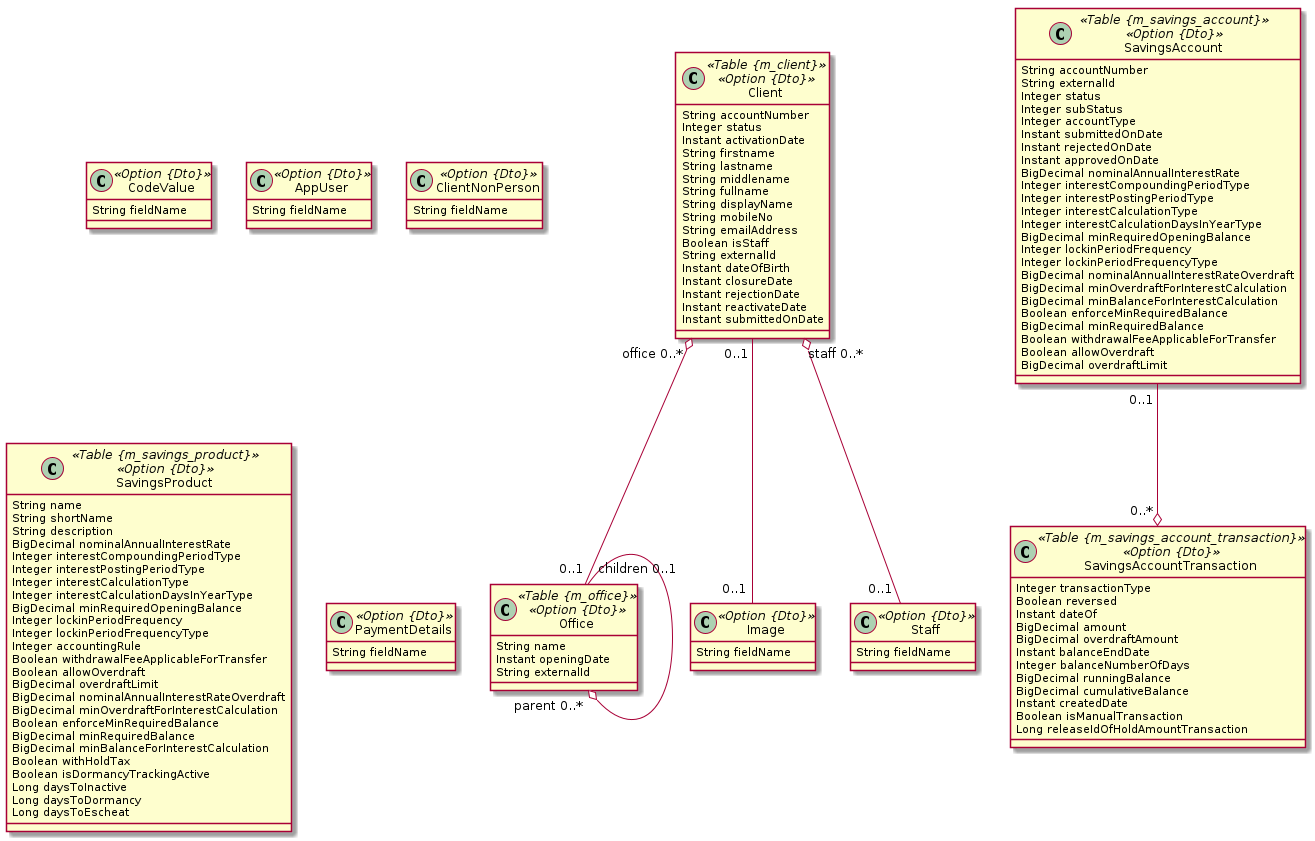 «Option {Dto}»
CodeValue
String fieldName
«Option {Dto}»
AppUser
String fieldName
«Option {Dto}»
ClientNonPerson
String fieldName
«Table {m_client}»
«Option {Dto}»
Client
String accountNumber
Integer status
Instant activationDate
String firstname
String lastname
String middlename
String fullname
String displayName
String mobileNo
String emailAddress
Boolean isStaff
String externalId
Instant dateOfBirth
Instant closureDate
Instant rejectionDate
Instant reactivateDate
Instant submittedOnDate
«Table {m_savings_account}»
«Option {Dto}»
SavingsAccount
String accountNumber
String externalId
Integer status
Integer subStatus
Integer accountType
Instant submittedOnDate
Instant rejectedOnDate
Instant approvedOnDate
BigDecimal nominalAnnualInterestRate
Integer interestCompoundingPeriodType
Integer interestPostingPeriodType
Integer interestCalculationType
Integer interestCalculationDaysInYearType
BigDecimal minRequiredOpeningBalance
Integer lockinPeriodFrequency
Integer lockinPeriodFrequencyType
BigDecimal nominalAnnualInterestRateOverdraft
BigDecimal minOverdraftForInterestCalculation
BigDecimal minBalanceForInterestCalculation
Boolean enforceMinRequiredBalance
BigDecimal minRequiredBalance
Boolean withdrawalFeeApplicableForTransfer
Boolean allowOverdraft
BigDecimal overdraftLimit
office 0..*
0..1
staff 0..*
0..1
0..*
«Table {m_savings_product}»
«Option {Dto}»
SavingsProduct
String name
String shortName
String description
BigDecimal nominalAnnualInterestRate
Integer interestCompoundingPeriodType
Integer interestPostingPeriodType
Integer interestCalculationType
Integer interestCalculationDaysInYearType
BigDecimal minRequiredOpeningBalance
Integer lockinPeriodFrequency
Integer lockinPeriodFrequencyType
Integer accountingRule
Boolean withdrawalFeeApplicableForTransfer
Boolean allowOverdraft
BigDecimal overdraftLimit
BigDecimal nominalAnnualInterestRateOverdraft
BigDecimal minOverdraftForInterestCalculation
Boolean enforceMinRequiredBalance
BigDecimal minRequiredBalance
BigDecimal minBalanceForInterestCalculation
Boolean withHoldTax
Boolean isDormancyTrackingActive
Long daysToInactive
Long daysToDormancy
Long daysToEscheat
«Option {Dto}»
PaymentDetails
String fieldName
0..1
children 0..1
«Table {m_office}»
«Option {Dto}»
Office
String name
Instant openingDate
String externalId
parent 0..*
0..1
«Option {Dto}»
Image
String fieldName
0..1
«Option {Dto}»
Staff
String fieldName
«Table {m_savings_account_transaction}»
«Option {Dto}»
SavingsAccountTransaction
Integer transactionType
Boolean reversed
Instant dateOf
BigDecimal amount
BigDecimal overdraftAmount
Instant balanceEndDate
Integer balanceNumberOfDays
BigDecimal runningBalance
BigDecimal cumulativeBalance
Instant createdDate
Boolean isManualTransaction
Long releaseIdOfHoldAmountTransaction